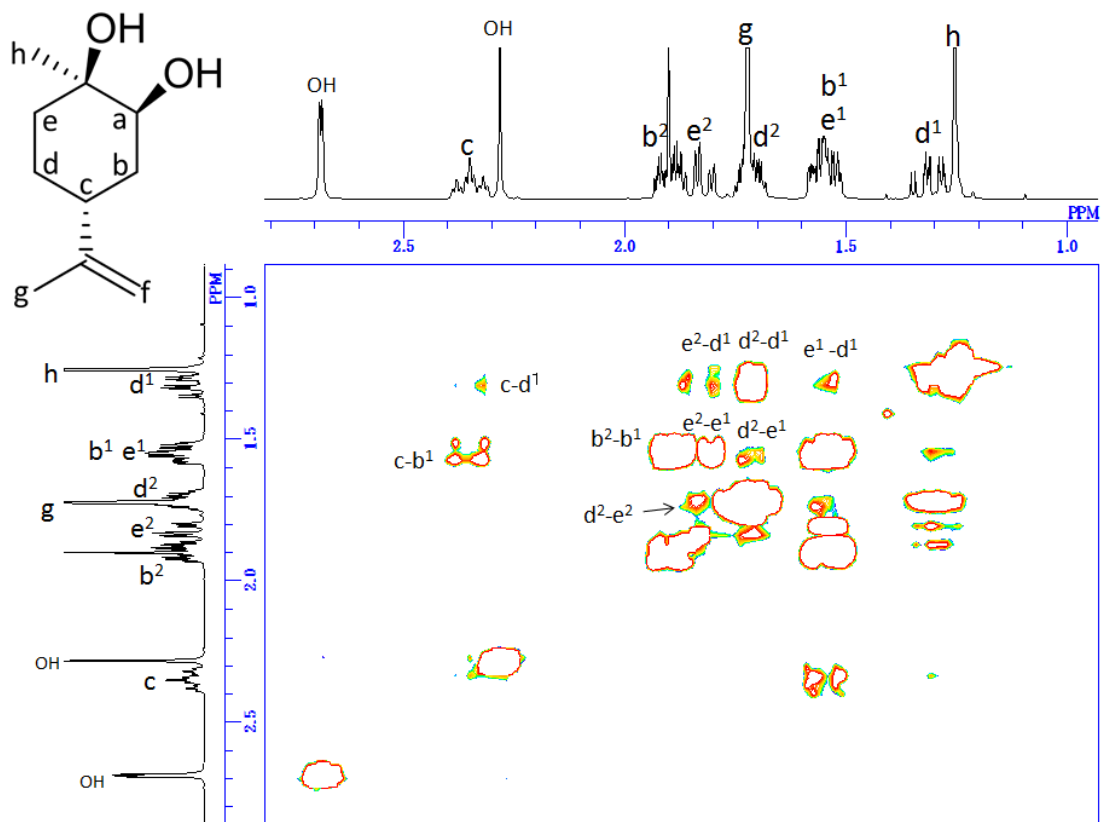 OH
h
OH
e
a
d
b
c
g
f
OH
c
OH
b²
e²
g
d²
b¹
e¹
d¹
h
PPM
2.5
2.0
1.5
1.0
PPM
1.0
1.5
2.0
2.5
h
d¹
b¹ e¹
d²
g
e²
b²
OH
c
OH
e²-d¹ d²-d¹ e¹ -d¹
c-d¹
b²-b¹ e²-e¹ d²-e¹
c-b¹
d²-e²